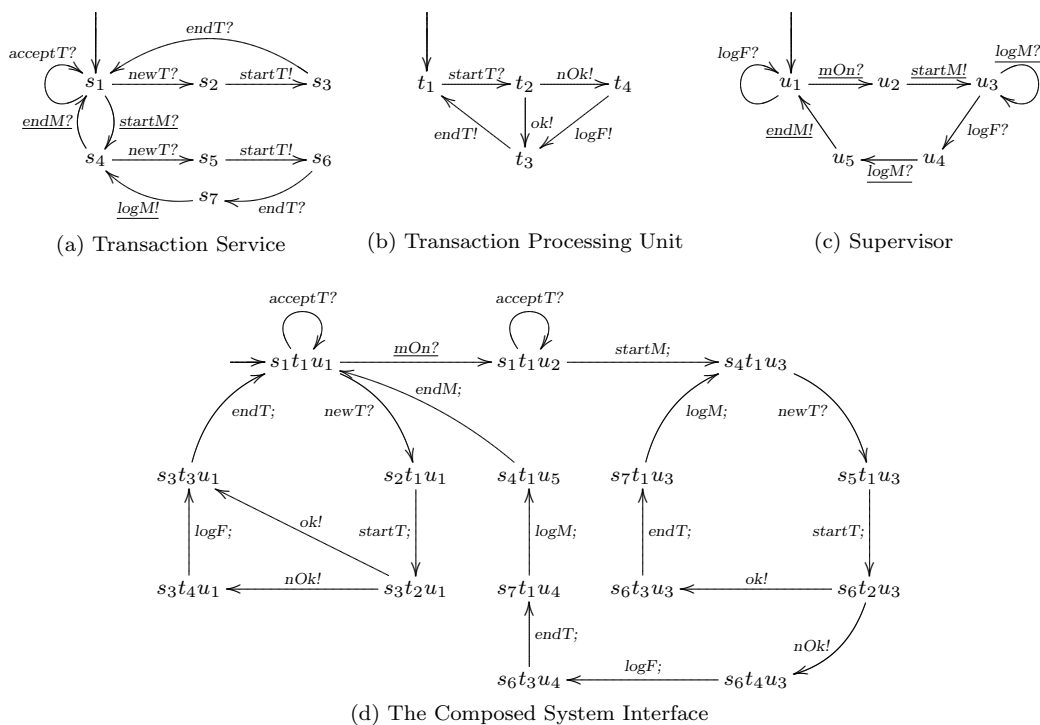 endT?
acceptT?
s1 newT? s2 startT! s3
endM? startM?
s4 newT? s5 startT! s6
s7
logM! endT?
(a) Transaction Service
t1 startT? t2 nOk! t4
endT! ok! logF!
t3
(b) Transaction Processing Unit
logF? logM?
u1 mOn? u2 startM! u3
endM! logF?
u5 logM? u4
(c) Supervisor
acceptT? acceptT?
s1t1u1 mOn? s1t1u2 startM; s4t1u3
endM;
endT; newT? logM; newT?
s3t3u1 s2t1u1 s4t1u5 s7t1u3 s5t1u3
logF; ok! startT; logM; endT; startT;
s3t4u1 nOk! s3t2u1 s7t1u4 s6t3u3 ok! s6t2u3
endT; nOk!
s6t3u4 logF; s6t4u3
(d) The Composed System Interface